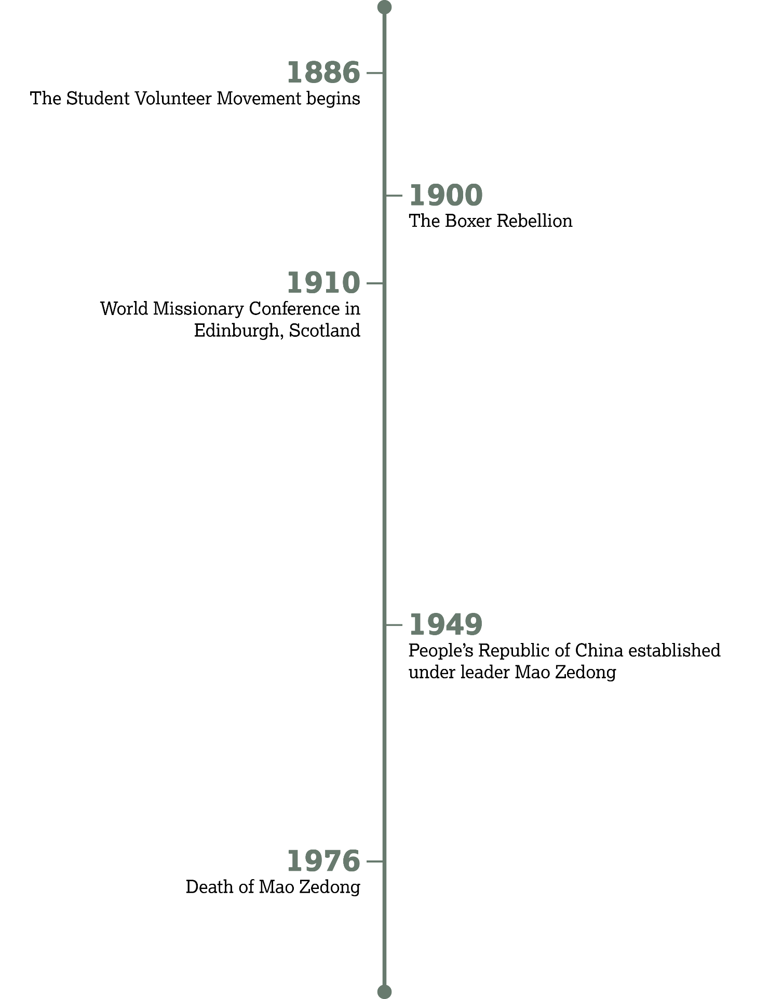 1886
The Student Volunteer Movement begins
1900
The Boxer Rebellion
1910
World Missionary Conference in
Edinburgh, Scotland
1949
People’s Republic of China established
under leader Mao Zedong
1976
Death of Mao Zedong